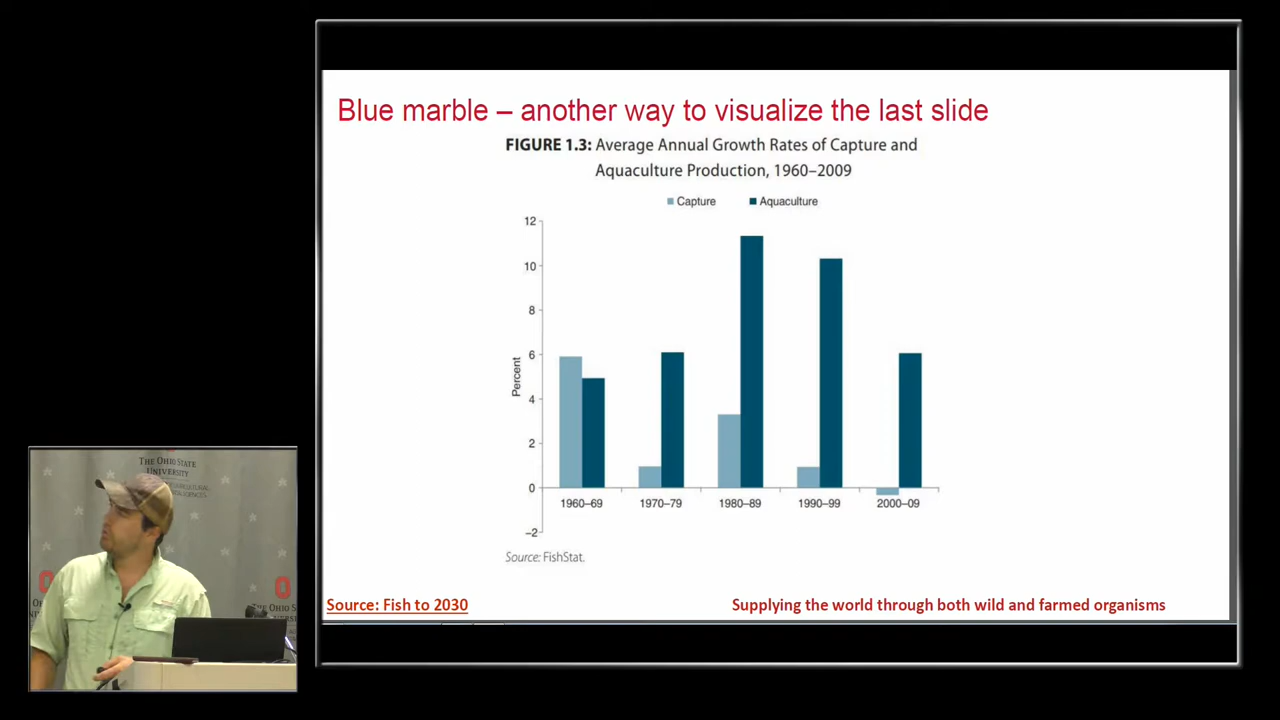 Blue marble – another way to visualize the last slide
FIGURE 1.3: Average Annual Growth Rates of Capture and
Aquaculture Production, 1960–2009
Capture Aquaculture
12
10
8
6
4
2
0
−2
Percent
1960–69 1970–79 1980–89 1990–99 2000–09
Source: FishStat.
Source: Fish to 2030
Supplying the world through both wild and farmed organisms
THE OHIO STATE
UNIVERSITY
THE OHIO STATE